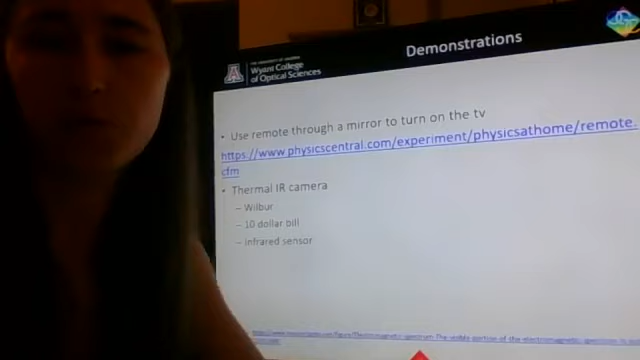 Demonstrations
THE UNIVERSITY OF ARIZONA
Wyant College
of Optical Sciences
• Use remote through a mirror to turn on the tv
https://www.physicscentral.com/experiment/physicsathome/remote.
cfm
• Thermal IR camera
– Wilbur
– 10 dollar bill
– infrared sensor